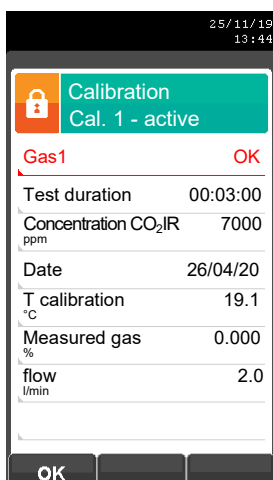 25/11/19
13:44
Calibration
Cal. 1 - active
Gas1 OK
Test duration 00:03:00
Concentration CO₂IR 7000
ppm
Date 26/04/20
T calibration 19.1
°C
Measured gas 0.000
%
flow 2.0
l/min
OK